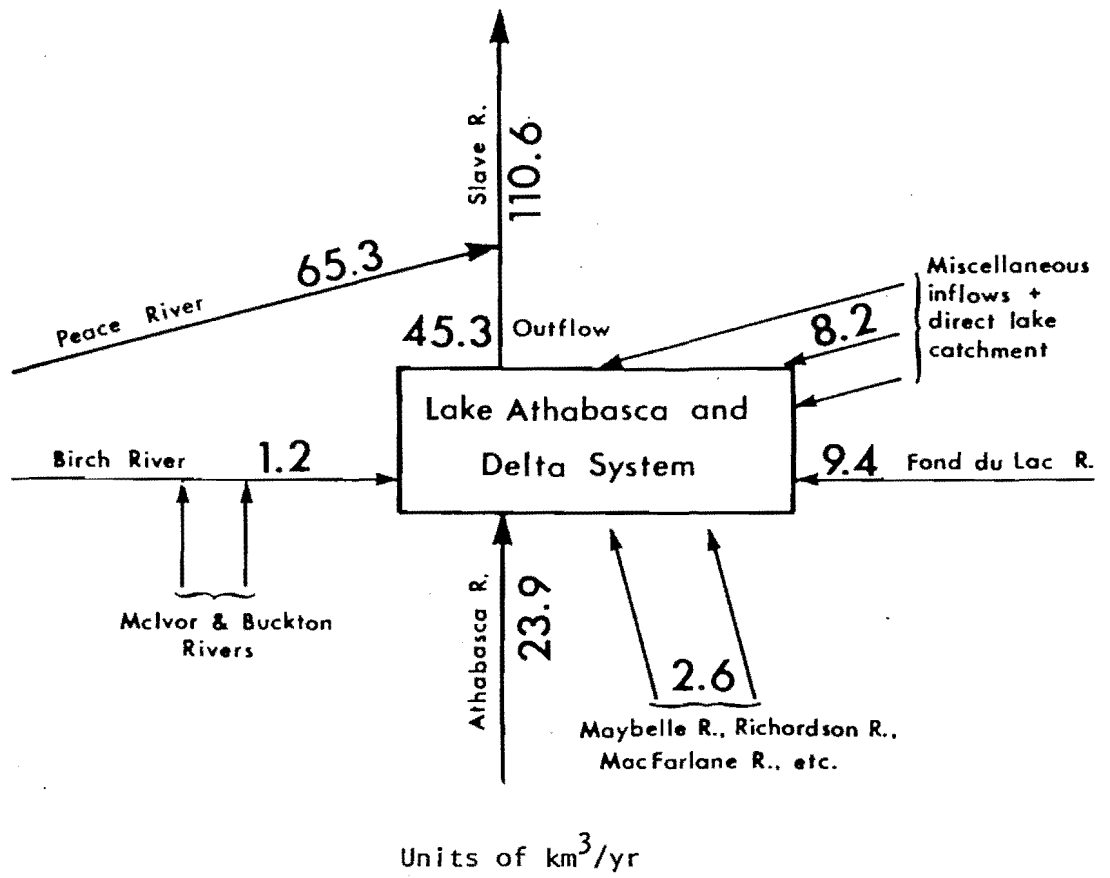 Slave R.
110.6
65.3
Peace River
45.3 Outflow
Miscellaneous
inflows +
direct lake
catchment
8.2
Lake Athabasca and
Delta System
Birch River 1.2
9.4 Fond du Lac R.
McIvor & Buckton
Rivers
Athabasca R.
23.9
2.6
Maybelle R., Richardson R.,
MacFarlane R., etc.
Units of km³/yr